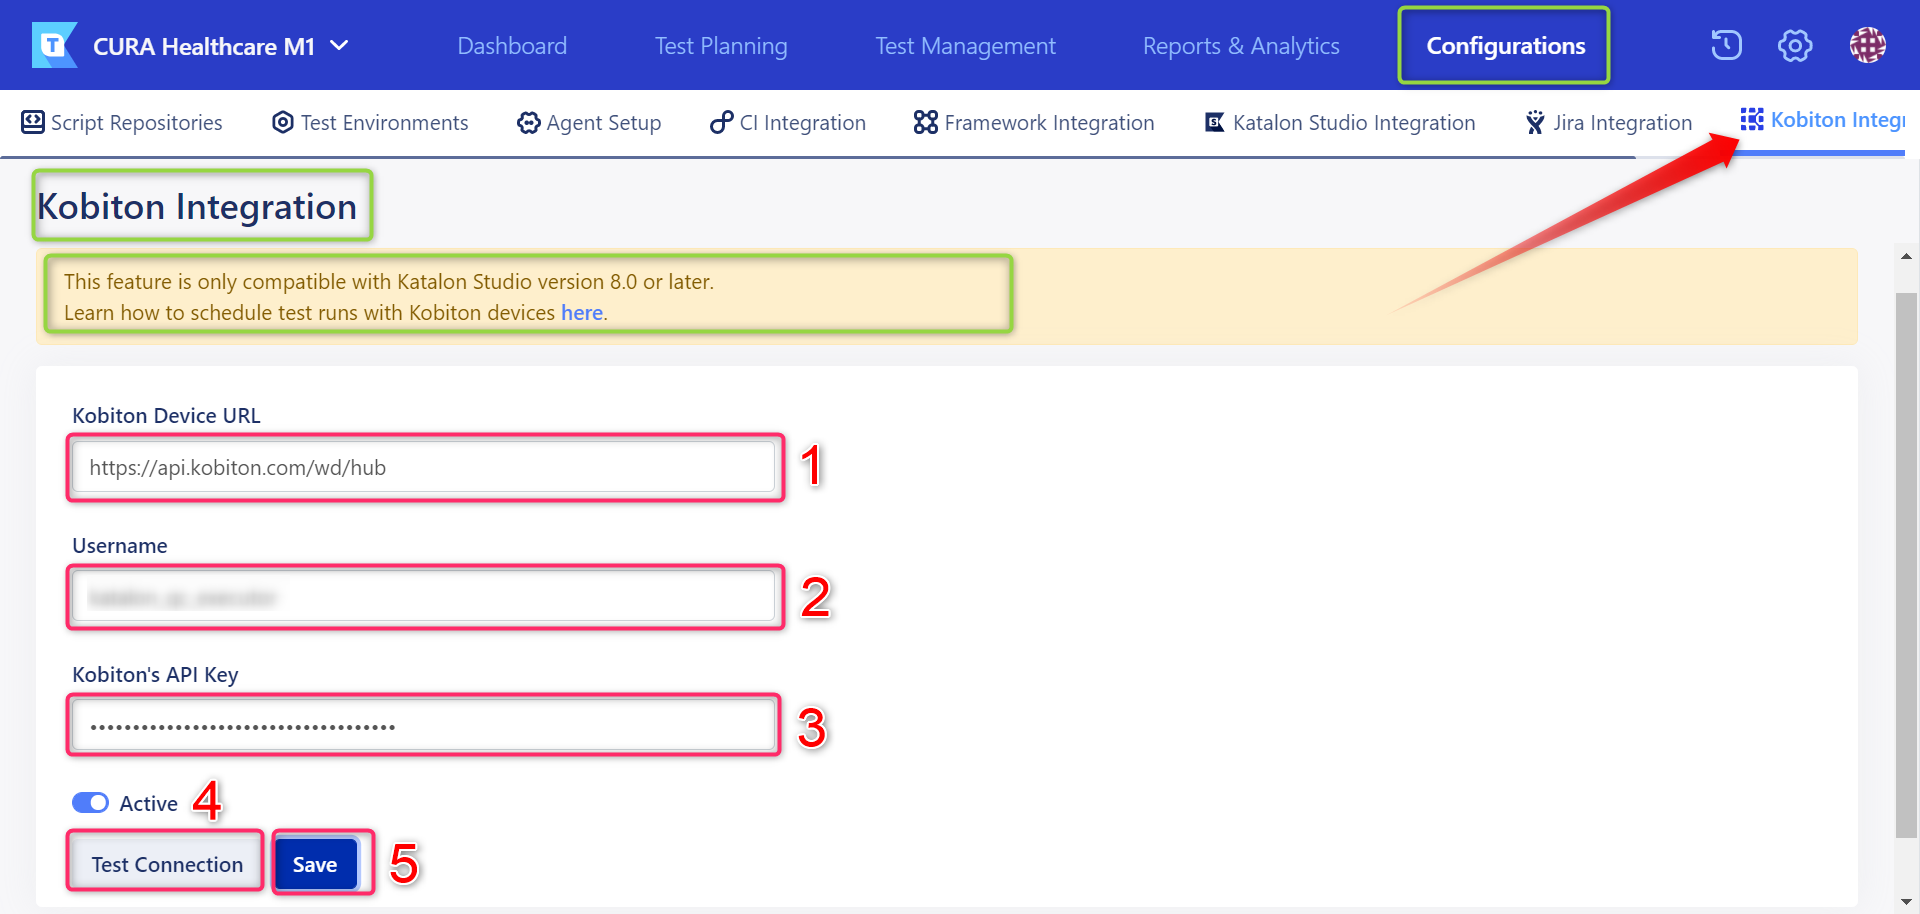 CURA Healthcare M1
Dashboard
Test Planning
Test Management
Reports & Analytics
Configurations
Script Repositories
Test Environments
Agent Setup
CI Integration
Framework Integration
Katalon Studio Integration
Jira Integration
Kobiton Integr
Kobiton Integration
This feature is only compatible with Katalon Studio version 8.0 or later.
Learn how to schedule test runs with Kobiton devices here.
Kobiton Device URL
https://api.kobiton.com/wd/hub
1
Username
2
Kobiton's API Key
••••••••••••••••••••••••••••••••••••
3
Active
4
Test Connection
Save
5